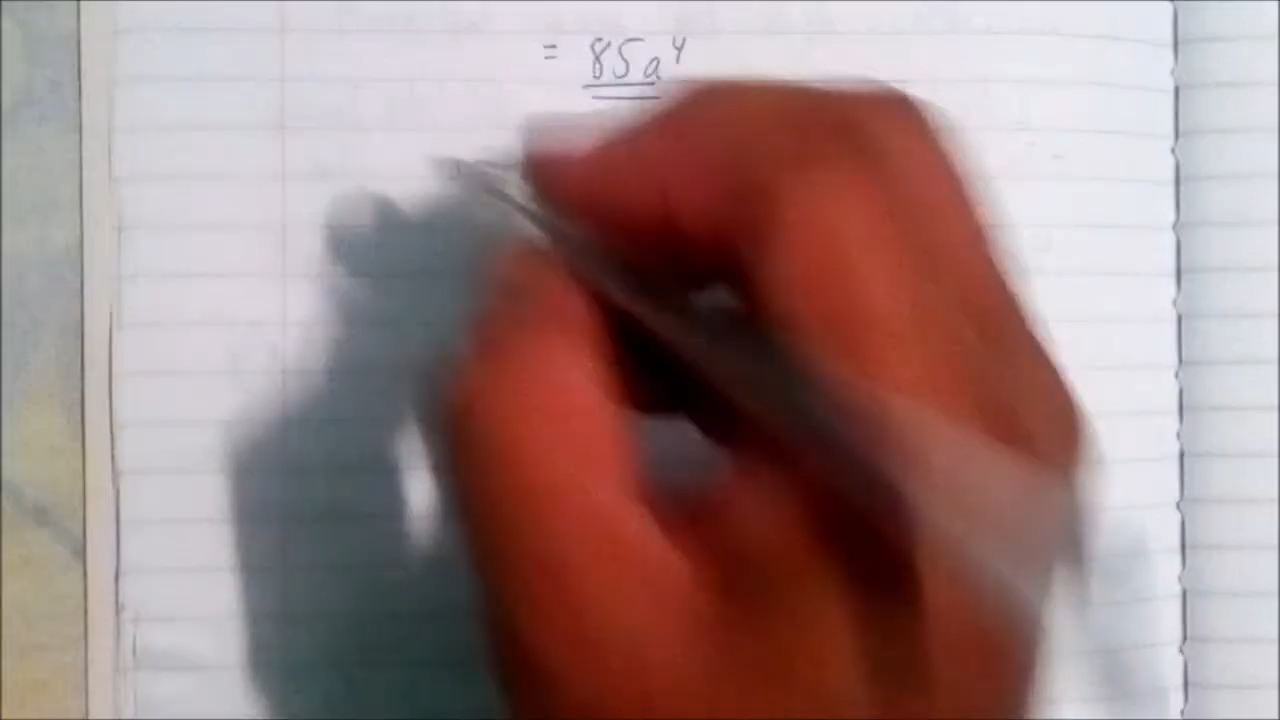 = 85a⁴